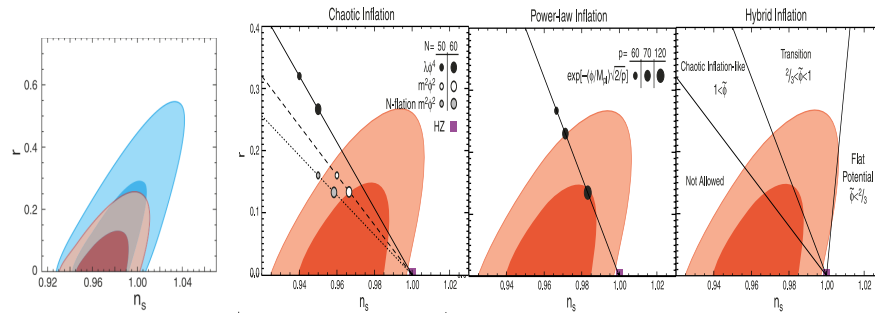 Chaotic Inflation
Power-law Inflation
Hybrid Inflation
r
0.6
0.4
0.2
0
0.92 0.96 1.00 1.04
n_s
r
0.4
0.3
0.2
0.1
0.0
N= 50 60
λϕ⁴
m²ϕ²
N-flation m²ϕ²
HZ
0.94 0.96 0.98 1.00 1.02
n_s
p= 60 70 120
exp[-(ϕ/M_pl)√2/p]
0.92 0.94 0.96 0.98 1.00 1.02
n_s
Transition
²/₃<ϕ̃<1
Chaotic Inflation-like
1<ϕ̃
Not Allowed
Flat
Potential
ϕ̃<²/₃
0.92 0.94 0.96 0.98 1.00 1.02
n_s